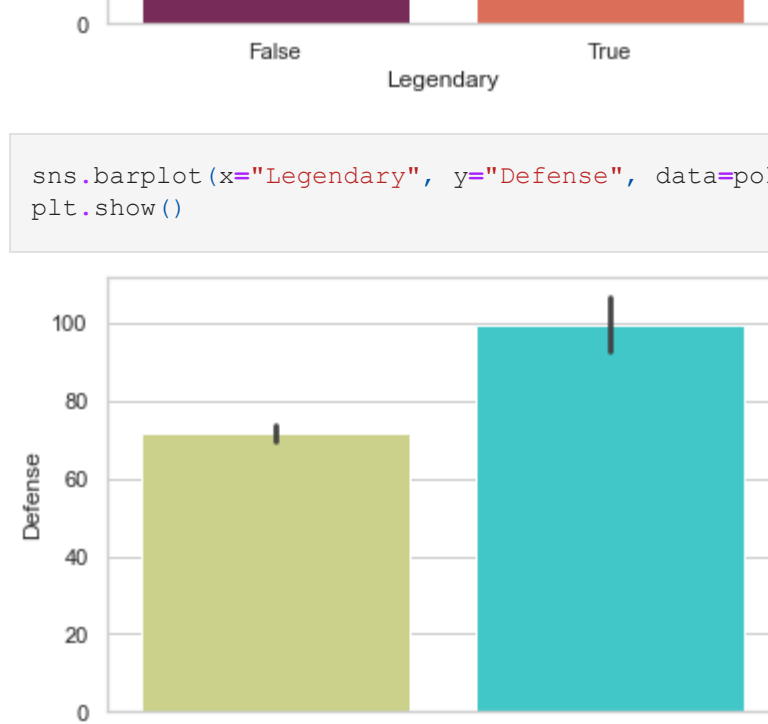 0
False True
Legendary
sns.barplot(x="Legendary", y="Defense", data=po
plt.show()
100
80
60
40
20
0
Defense